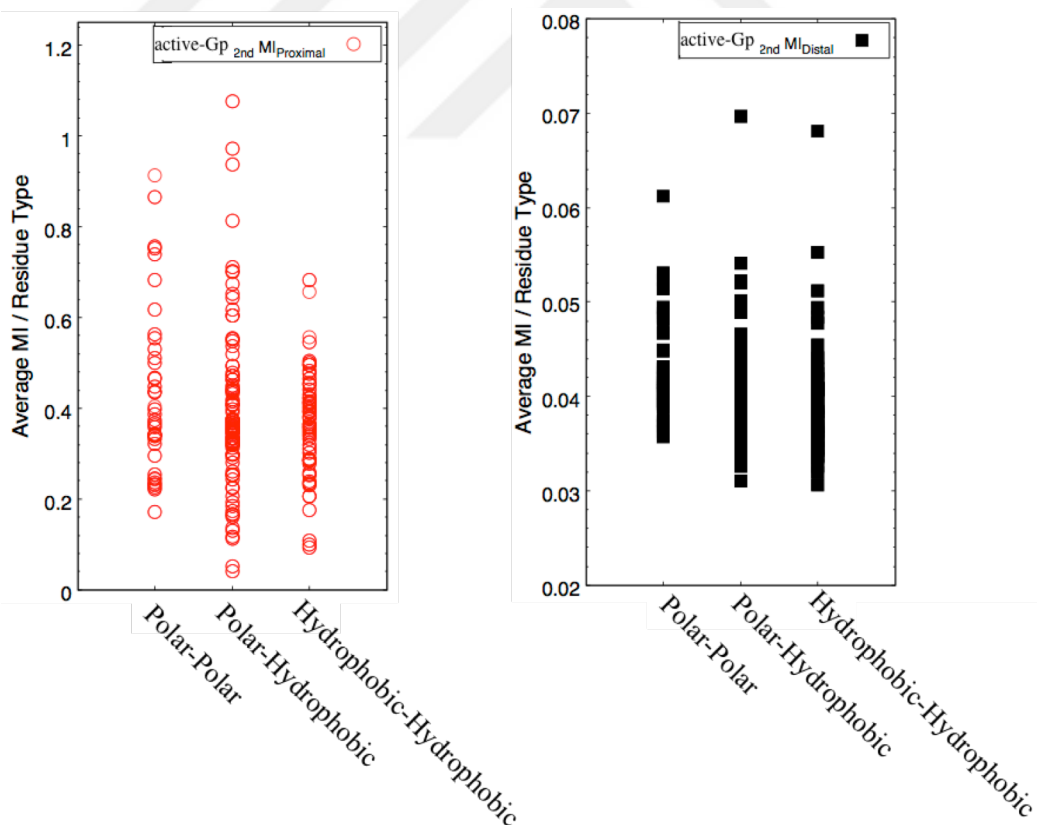 active-Gp 2nd MIProximal
1.2
1
0.8
0.6
0.4
0.2
0
Average MI / Residue Type
Polar-Polar
Polar-Hydrophobic
Hydrophobic-Hydrophobic
active-Gp 2nd MIDistal
0.08
0.07
0.06
0.05
0.04
0.03
0.02
Average MI / Residue Type
Polar-Polar
Polar-Hydrophobic
Hydrophobic-Hydrophobic